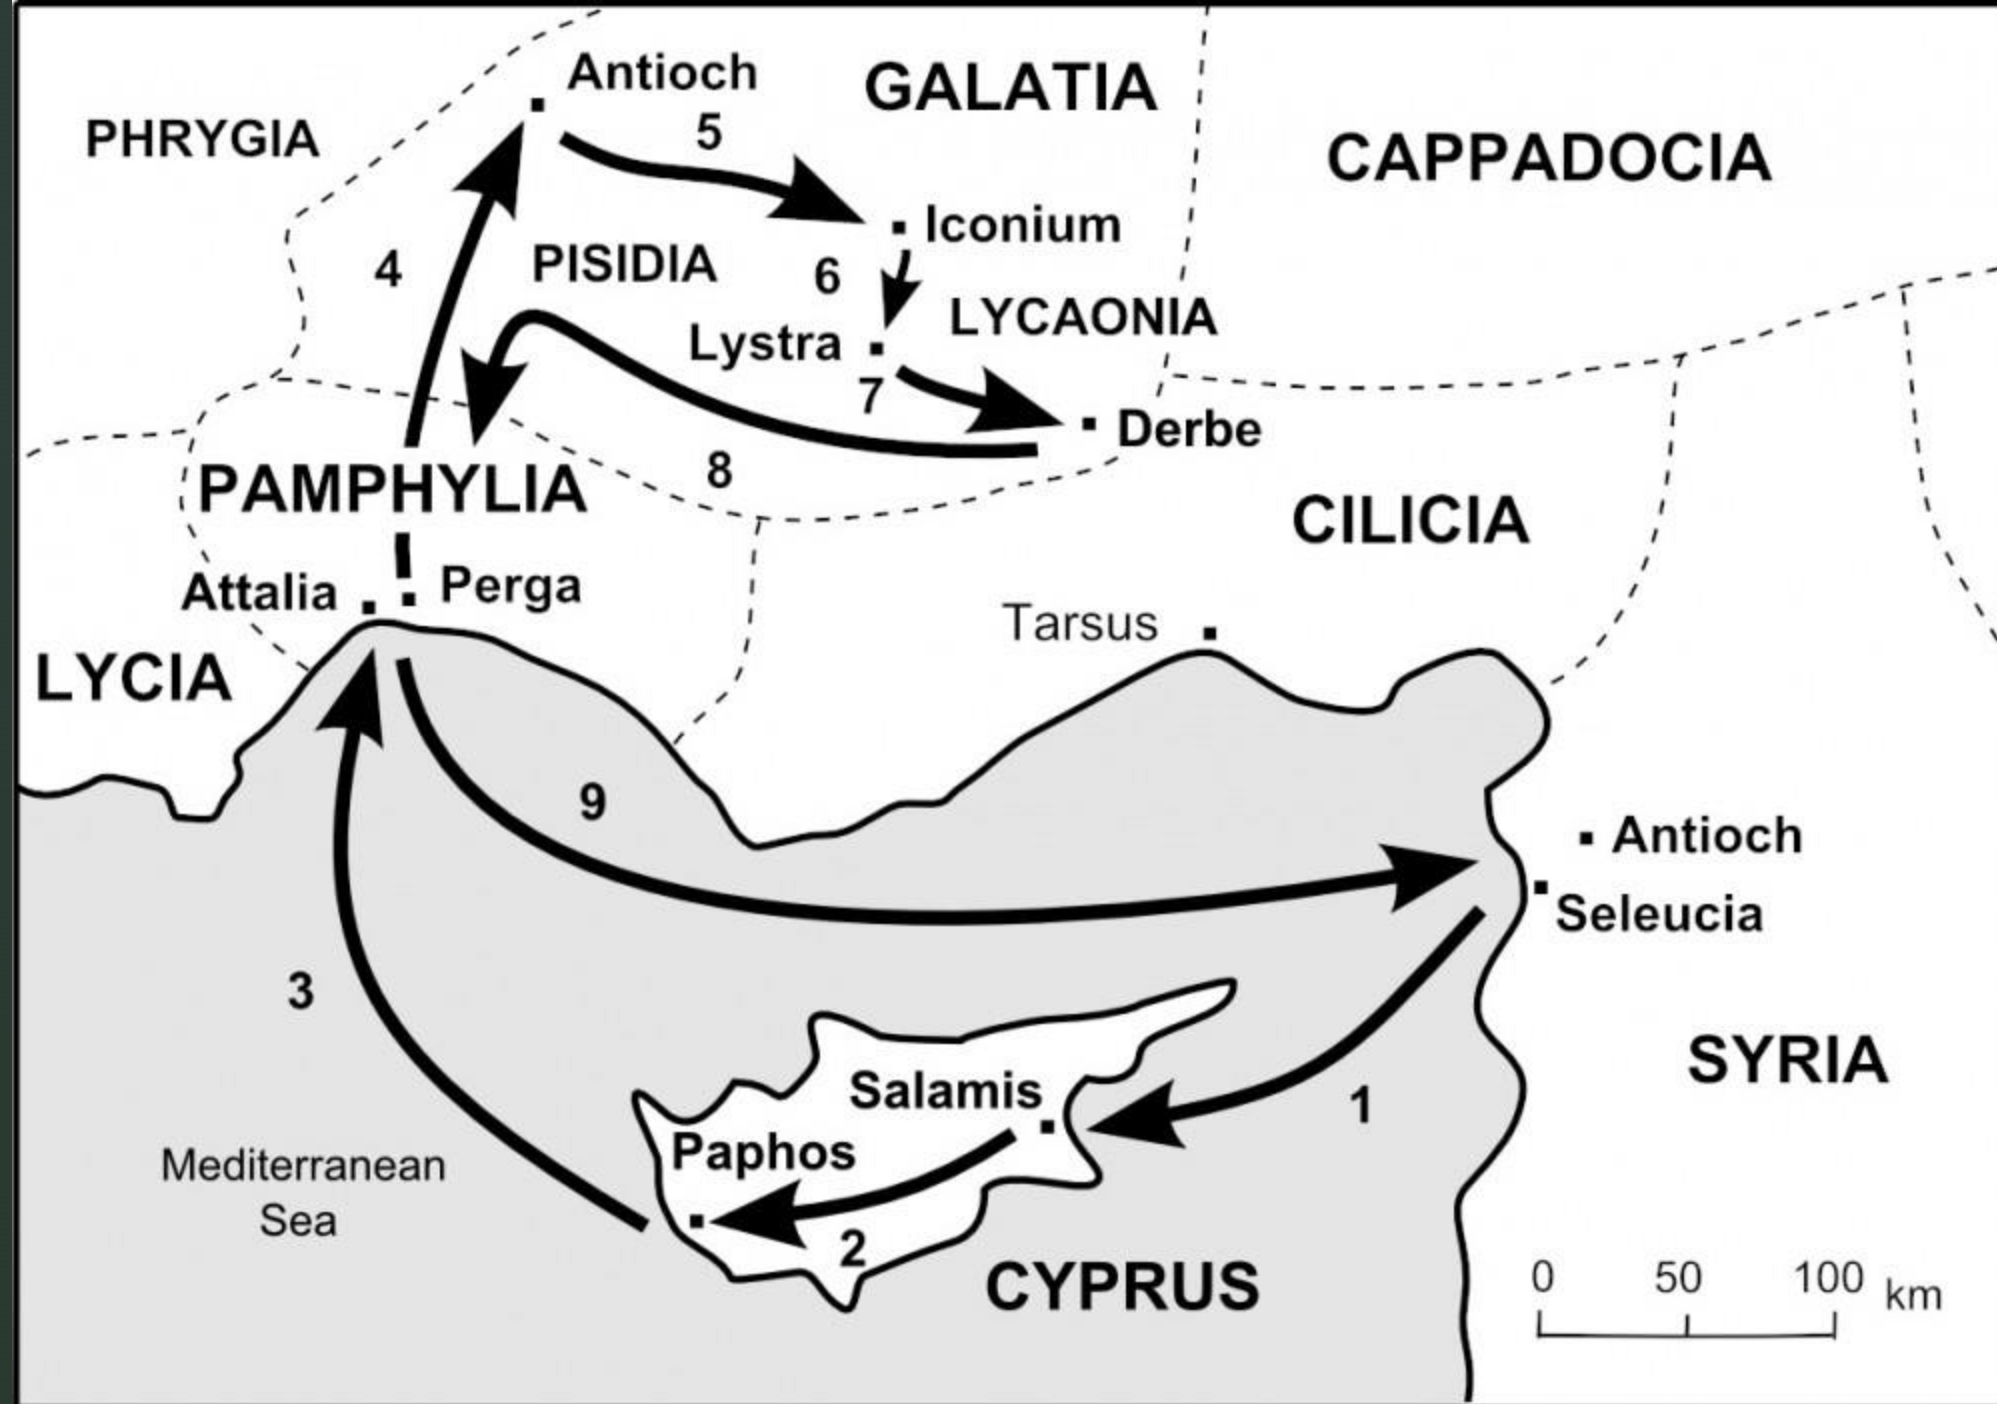 Antioch
GALATIA
5
PHRYGIA
CAPPADOCIA
Iconium
4
PISIDIA
6
LYCAONIA
Lystra
7
Derbe
8
PAMPHYLIA
CILICIA
Attalia
Perga
Tarsus
LYCIA
9
Antioch
Seleucia
3
SYRIA
Salamis
1
Paphos
Mediterranean
Sea
2
CYPRUS
0 50 100 km